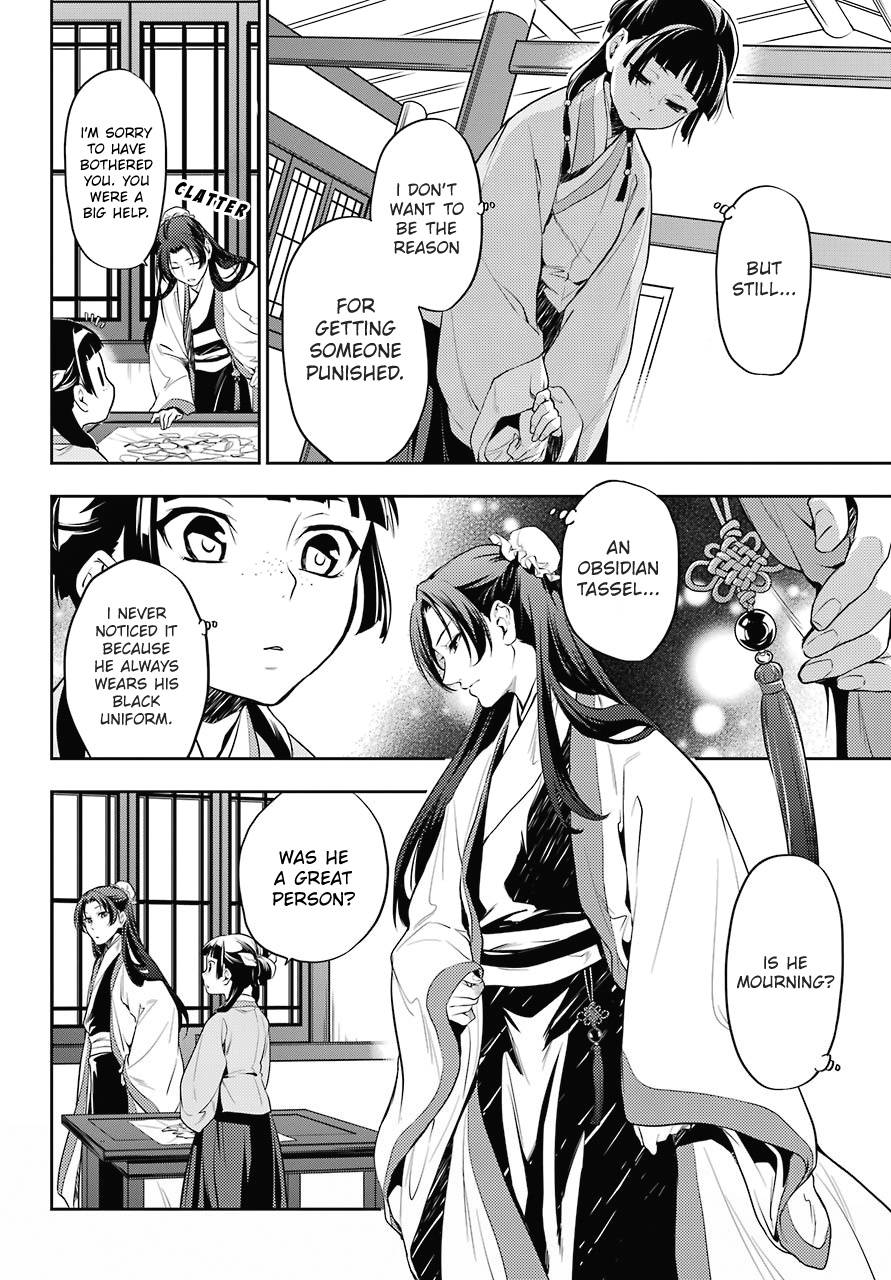 BUT
STILL...
I DON'T
WANT TO
BE THE
REASON
FOR
GETTING
SOMEONE
PUNISHED.
CLATTER
I'M SORRY
TO HAVE
BOTHERED
YOU. YOU
WERE A
BIG HELP.
AN
OBSIDIAN
TASSEL...
I NEVER
NOTICED IT
BECAUSE
HE ALWAYS
WEARS HIS
BLACK
UNIFORM.
IS HE
MOURNING?
WAS HE
A GREAT
PERSON?